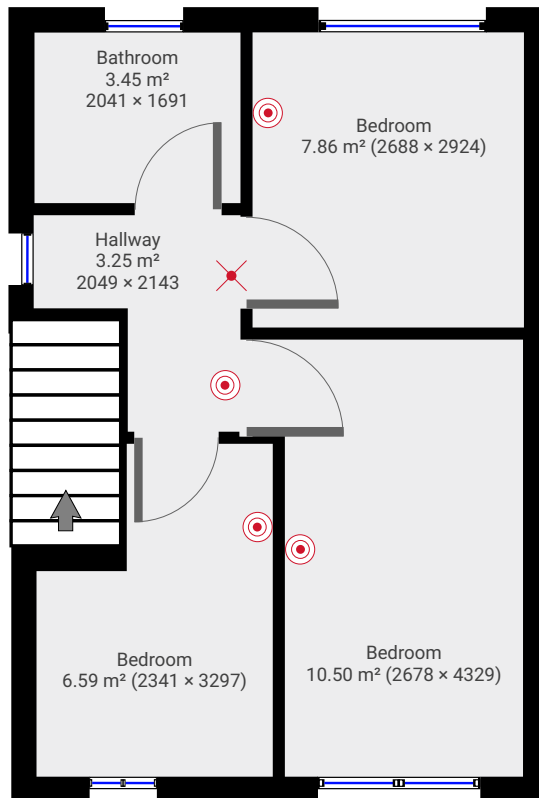 Bathroom
3.45 m²
2041 × 1691
Bedroom
7.86 m² (2688 × 2924)
Hallway
3.25 m²
2049 × 2143
Bedroom
6.59 m² (2341 × 3297)
Bedroom
10.50 m² (2678 × 4329)